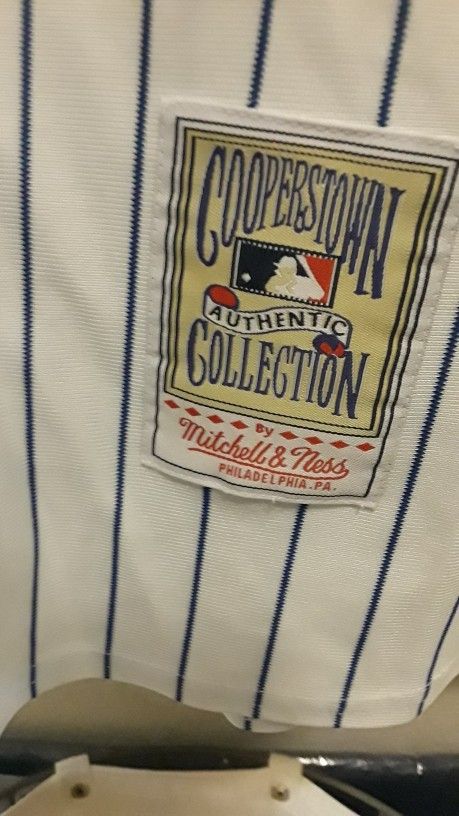 COOPERSTOWN
AUTHENTIC
COLLECTION
By
Mitchell & Ness
PHILADELPHIA.PA.